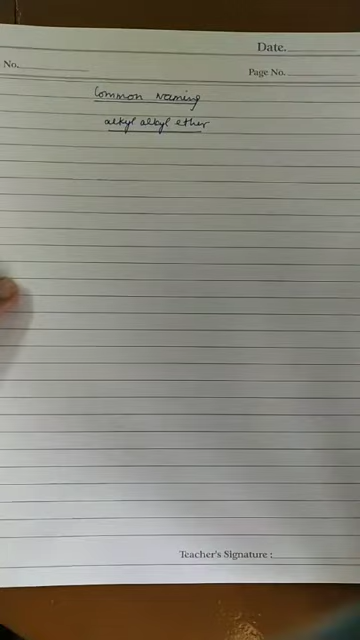 Date.
No.
Page No.
Common Naming
alkyl alkyl ether
Teacher's Signature :